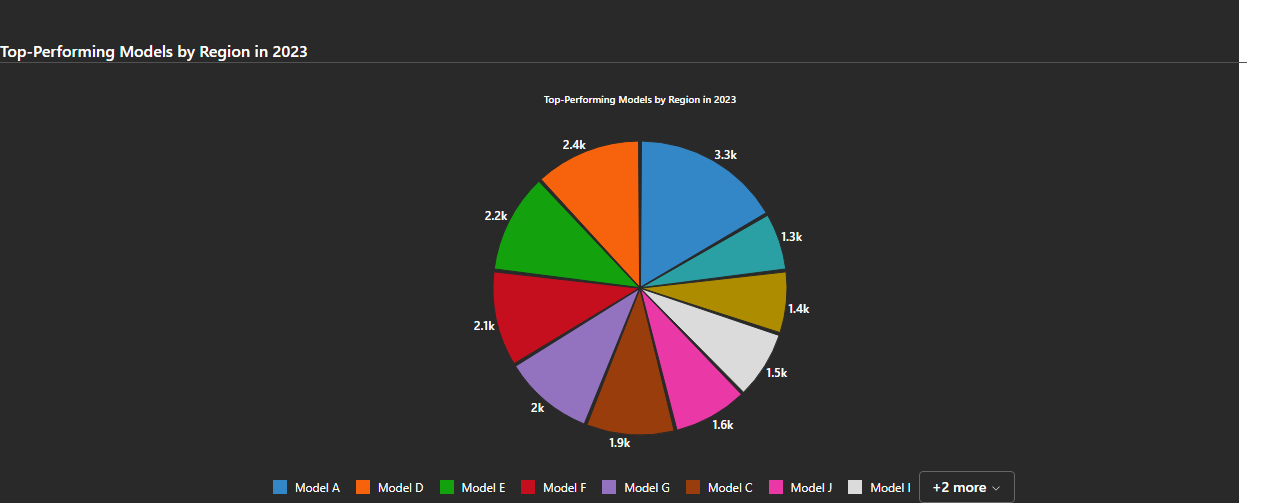 Top-Performing Models by Region in 2023
Top-Performing Models by Region in 2023
2.4k
3.3k
2.2k
1.3k
1.4k
2.1k
1.5k
2k
1.6k
1.9k
Model A Model D Model E Model F Model G Model C Model J Model I +2 more